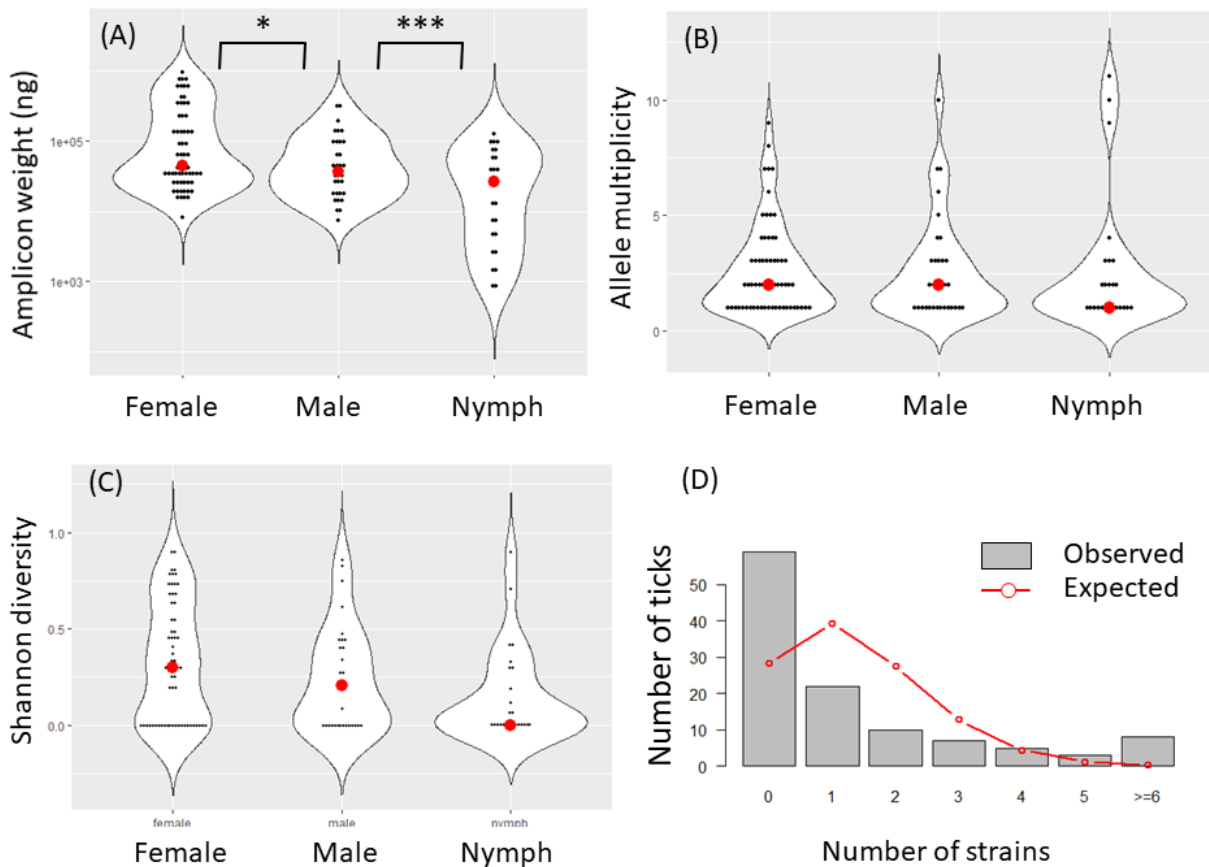 (A)
*
***
Amplicon weight (ng)
1e+05
1e+03
Female Male Nymph
(B)
Allele multiplicity
10
5
0
Female Male Nymph
(C)
Shannon diversity
1.0
0.5
0.0
female male nymph
Female Male Nymph
(D)
Number of ticks
50
40
30
20
10
0
Observed
Expected
0 1 2 3 4 5 >=6
Number of strains